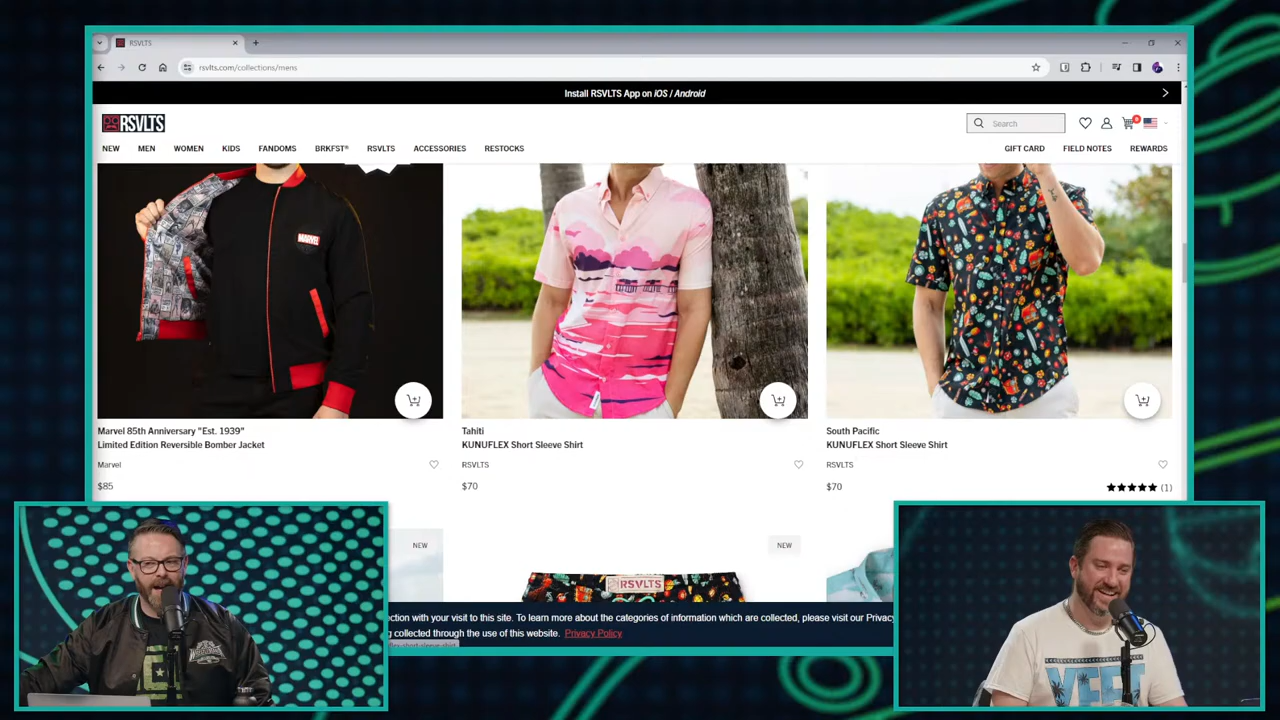 RSVLTS
rsvlts.com/collections/mens
Install RSVLTS App on iOS / Android
RSVLTS
Search
0
NEW MEN WOMEN KIDS FANDOMS BRKFST® RSVLTS ACCESSORIES RESTOCKS
GIFT CARD FIELD NOTES REWARDS
MARVEL
Marvel 85th Anniversary "Est. 1939"
Limited Edition Reversible Bomber Jacket
Marvel
$85
Tahiti
KUNUFLEX Short Sleeve Shirt
RSVLTS
$70
South Pacific
KUNUFLEX Short Sleeve Shirt
RSVLTS
$70
(1)
NEW
NEW
RSVLTS
ction with your visit to this site. To learn more about the categories of information which are collected, please visit our Privacy
g collected through the use of this website. Privacy Policy
YEET